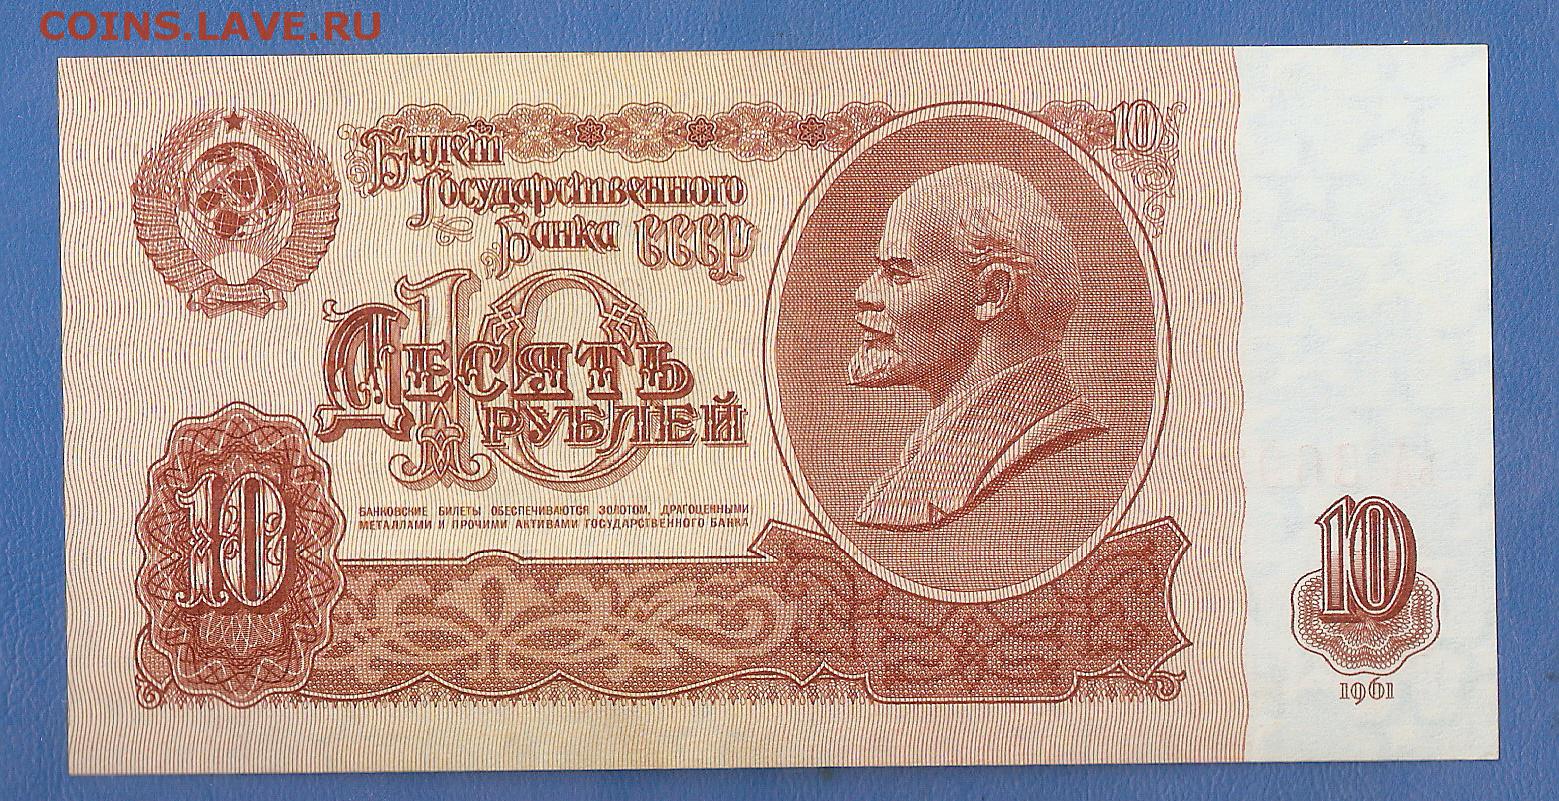 COINS.LAVE.RU
10
Билет
Государственного
Банка СССР
10
Десять
рублей
БАНКОВСКИЕ БИЛЕТЫ ОБЕСПЕЧИВАЮТСЯ ЗОЛОТОМ, ДРАГОЦЕННЫМИ
МЕТАЛЛАМИ И ПРОЧИМИ АКТИВАМИ ГОСУДАРСТВЕННОГО БАНКА
10
10
1961